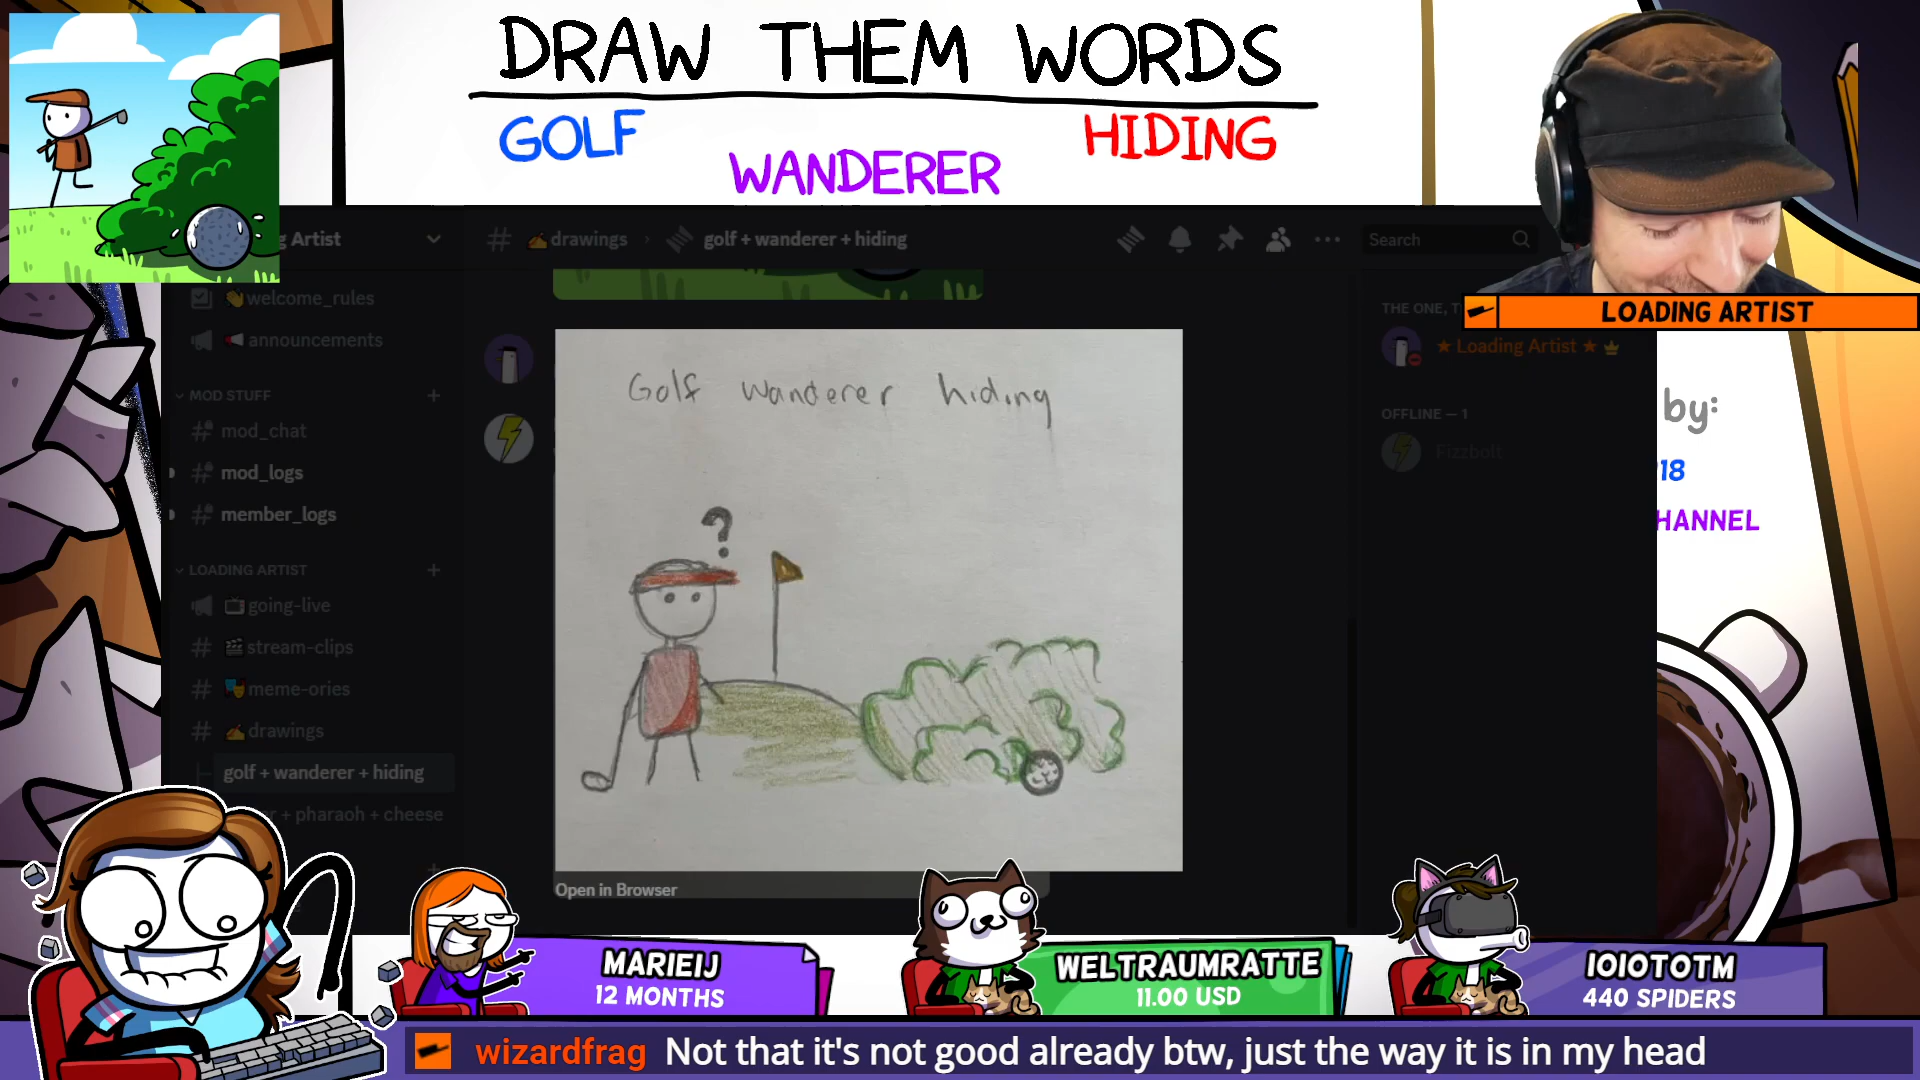 DRAW THEM WORDS
GOLF
HIDING
WANDERER
g Artist
drawings
golf + wanderer + hiding
Search
welcome_rules
announcements
MOD STUFF
mod_chat
mod_logs
member_logs
LOADING ARTIST
going-live
stream-clips
meme-ories
drawings
golf + wanderer + hiding
r + pharaoh + cheese
Golf wanderer hiding
?
Open in Browser
THE ONE, T
LOADING ARTIST
★ Loading Artist ★
OFFLINE — 1
Fizzbolt
by:
18
HANNEL
MARIEIJ
12 MONTHS
WELTRAUMRATTE
11.00 USD
IOIOTOTM
440 SPIDERS
wizardfrag Not that it's not good already btw, just the way it is in my head